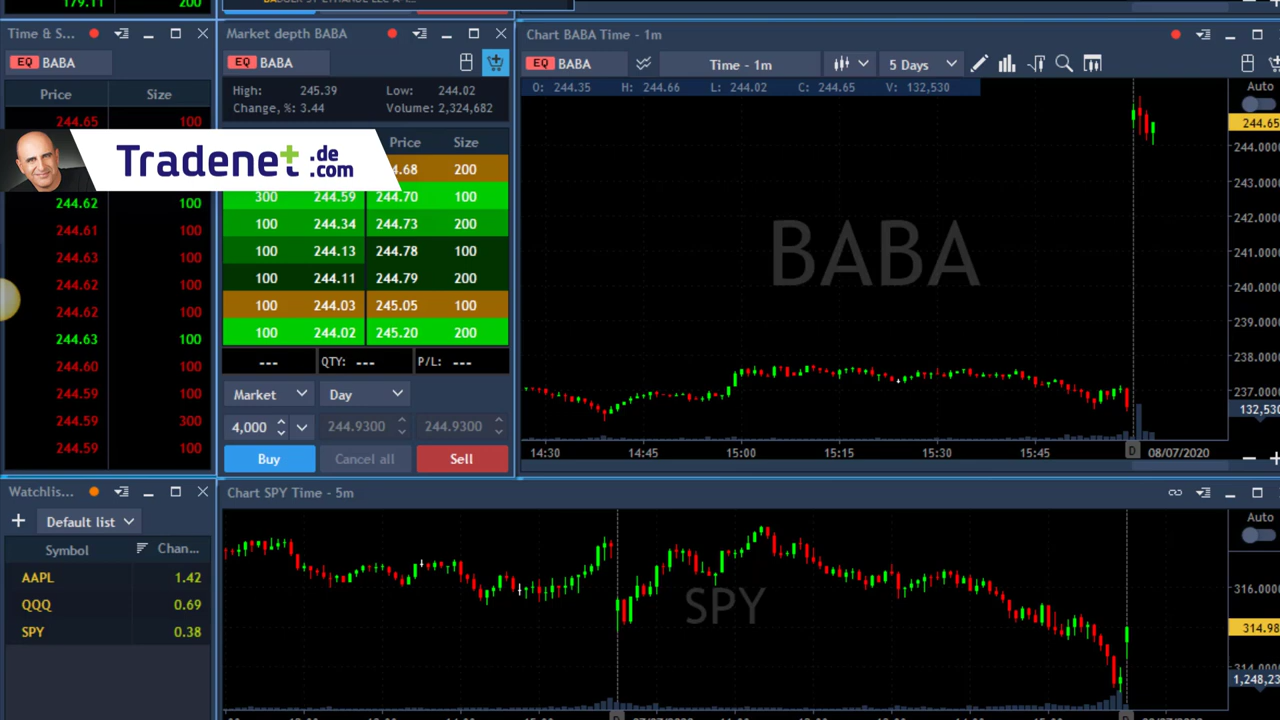 179.11 200
Time & S...
EQ BABA
Price Size
244.65 100
244.62 100
244.61 100
244.63 100
244.62 100
244.62 100
244.63 100
244.60 100
244.59 100
244.59 300
244.59 100
Tradenet .de .com
Market depth BABA
EQ BABA
High: 245.39 Low: 244.02
Change, %: 3.44 Volume: 2,324,682
Price Size
4.68 200
300 244.59 244.70 100
100 244.34 244.73 200
100 244.13 244.78 100
100 244.11 244.79 200
100 244.03 245.05 100
100 244.02 245.20 200
--- QTY: --- P/L: ---
Market Day
4,000 244.9300 244.9300
Buy Cancel all Sell
Chart BABA Time - 1m
EQ BABA Time - 1m 5 Days
O: 244.35 H: 244.66 L: 244.02 C: 244.65 V: 132,530
Auto
244.65
244.0000
243.0000
242.0000
241.0000
240.0000
239.0000
238.0000
237.0000
132,530
BABA
14:30 14:45 15:00 15:15 15:30 15:45 D 08/07/2020
Watchlis...
Default list
Symbol Chan...
AAPL 1.42
QQQ 0.69
SPY 0.38
Chart SPY Time - 5m
Auto
316.0000
314.98
314.0000
1,248,23
SPY